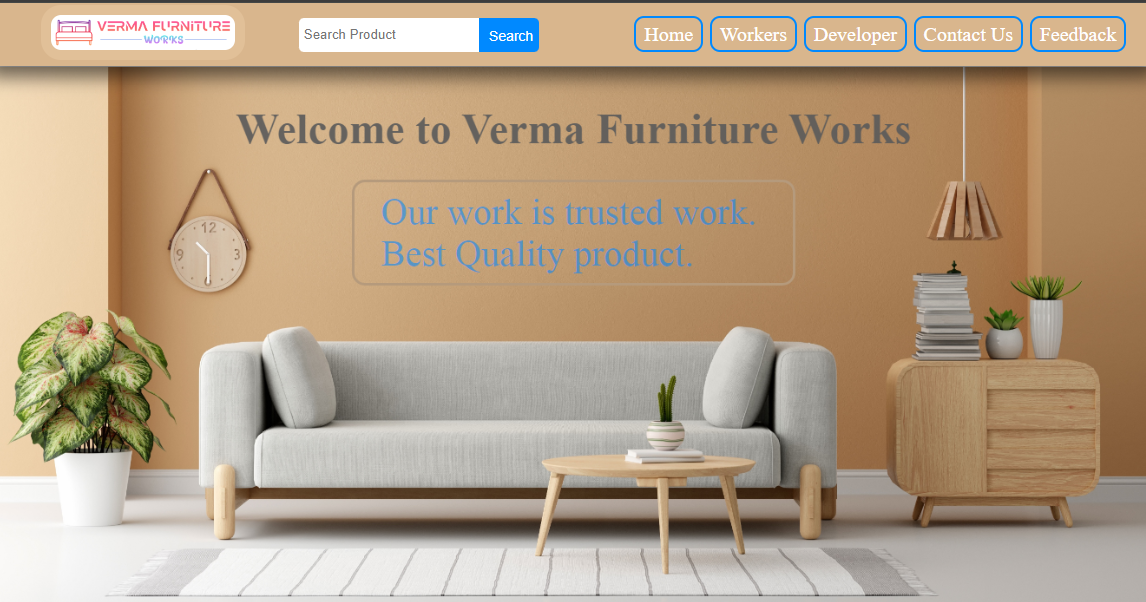 VERMA FURNITURE
WORKS
Search Product
Search
Home
Workers
Developer
Contact Us
Feedback
Welcome to Verma Furniture Works
Our work is trusted work.
Best Quality product.
12
9
3